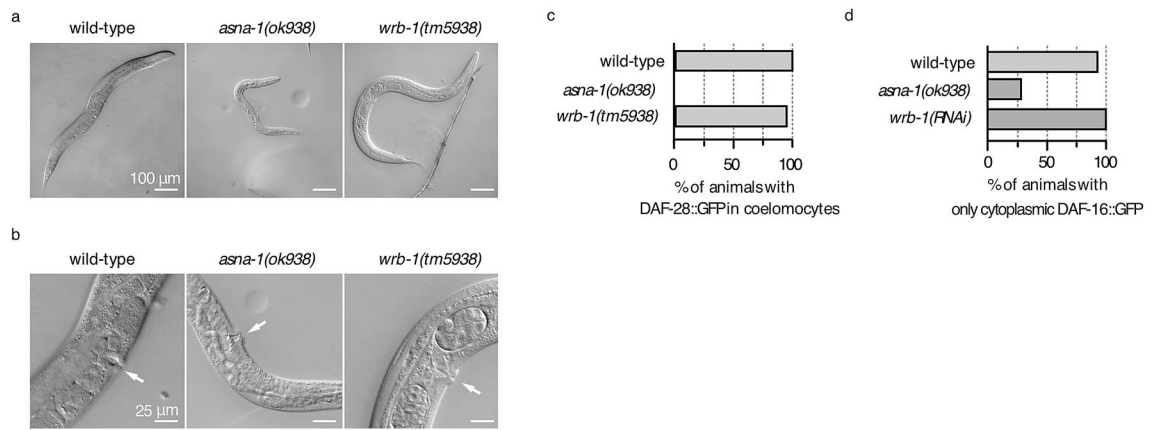 a
wild-type asna-1(ok938) wrb-1(tm5938)
100 µm
b
wild-type asna-1(ok938) wrb-1(tm5938)
25 µm
c
wild-type
asna-1(ok938)
wrb-1(tm5938)
0 50 100
% of animals with
DAF-28::GFP in coelomocytes
d
wild-type
asna-1(ok938)
wrb-1(RNAi)
0 50 100
% of animals with
only cytoplasmic DAF-16::GFP